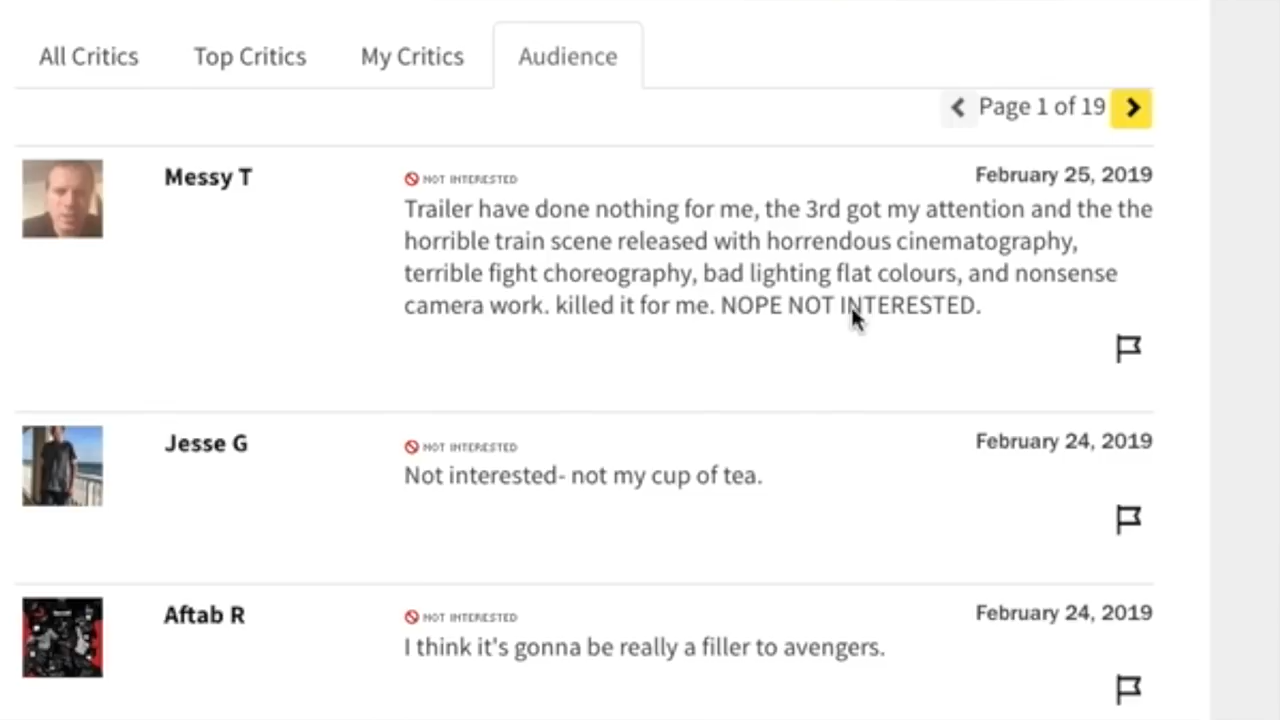 All Critics Top Critics My Critics Audience
Page 1 of 19
Messy T
NOT INTERESTED
February 25, 2019
Trailer have done nothing for me, the 3rd got my attention and the the
horrible train scene released with horrendous cinematography,
terrible fight choreography, bad lighting flat colours, and nonsense
camera work. killed it for me. NOPE NOT INTERESTED.
Jesse G
NOT INTERESTED
February 24, 2019
Not interested- not my cup of tea.
Aftab R
NOT INTERESTED
February 24, 2019
I think it's gonna be really a filler to avengers.